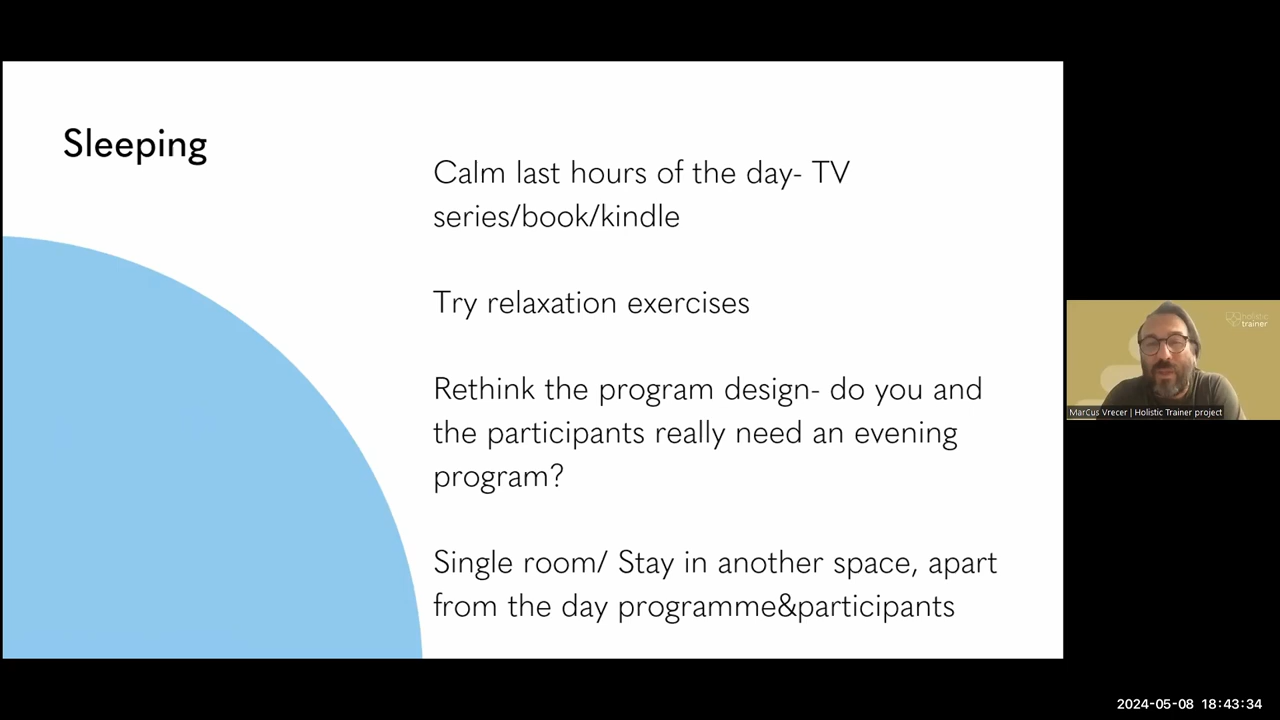 Sleeping
Calm last hours of the day- TV
series/book/kindle
Try relaxation exercises
Rethink the program design- do you and
the participants really need an evening
program?
Single room/ Stay in another space, apart
from the day programme&participants
holistic
trainer
MarCus Vrecer | Holistic Trainer project
2024-05-08 18:43:34